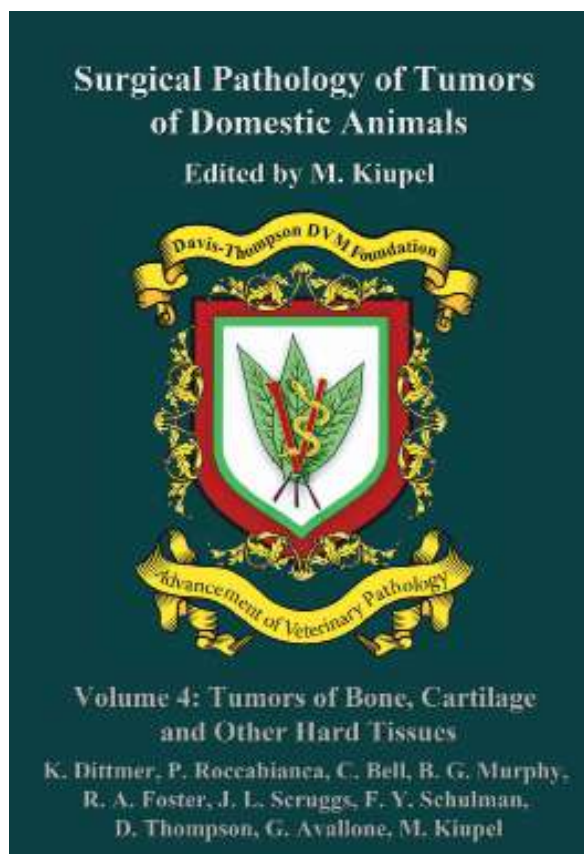 Surgical Pathology of Tumors
of Domestic Animals
Edited by M. Kiupel
Davis-Thompson DVM Foundation
Advancement of Veterinary Pathology
Volume 4: Tumors of Bone, Cartilage
and Other Hard Tissues
K. Dittmer, P. Roccabianca, C. Bell, B. G. Murphy,
R. A. Foster, J. L. Scruggs, F. Y. Schulman,
D. Thompson, G. Avallone, M. Kiupel